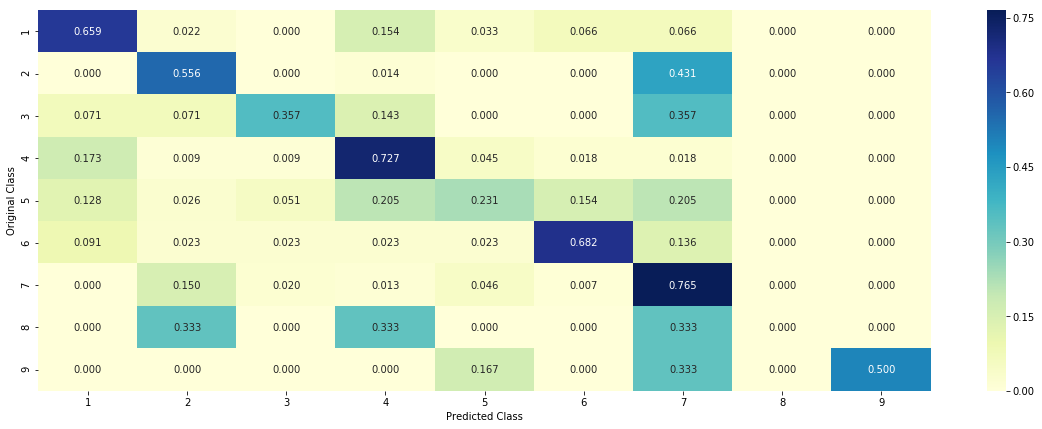 1 0.659 0.022 0.000 0.154 0.033 0.066 0.066 0.000 0.000
2 0.000 0.556 0.000 0.014 0.000 0.000 0.431 0.000 0.000
3 0.071 0.071 0.357 0.143 0.000 0.000 0.357 0.000 0.000
4 0.173 0.009 0.009 0.727 0.045 0.018 0.018 0.000 0.000
5 0.128 0.026 0.051 0.205 0.231 0.154 0.205 0.000 0.000
6 0.091 0.023 0.023 0.023 0.023 0.682 0.136 0.000 0.000
7 0.000 0.150 0.020 0.013 0.046 0.007 0.765 0.000 0.000
8 0.000 0.333 0.000 0.333 0.000 0.000 0.333 0.000 0.000
9 0.000 0.000 0.000 0.000 0.167 0.000 0.333 0.000 0.500
1 2 3 4 5 6 7 8 9
Predicted Class
Original Class
0.75
0.60
0.45
0.30
0.15
0.00